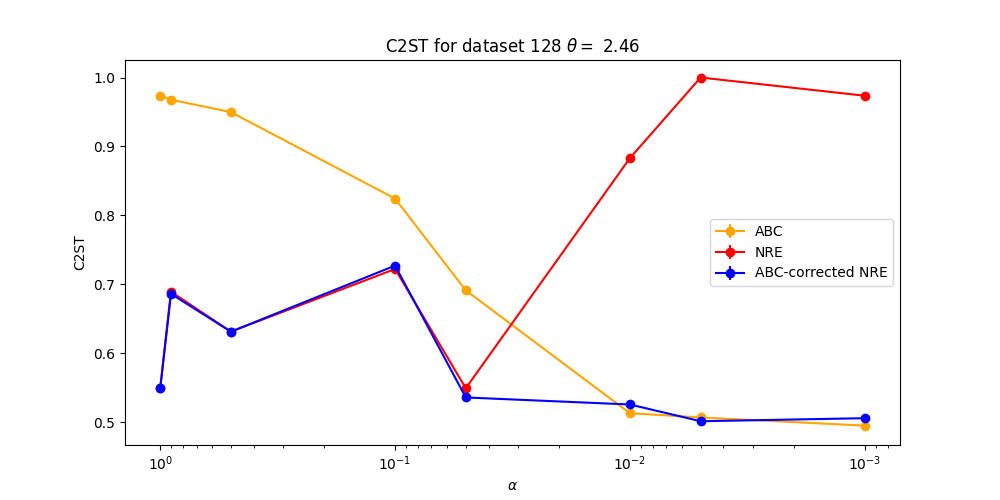 C2ST for dataset 128 θ = 2.46
C2ST
1.0
0.9
0.8
0.7
0.6
0.5
ABC
NRE
ABC-corrected NRE
10⁰
10⁻¹
10⁻²
10⁻³
α